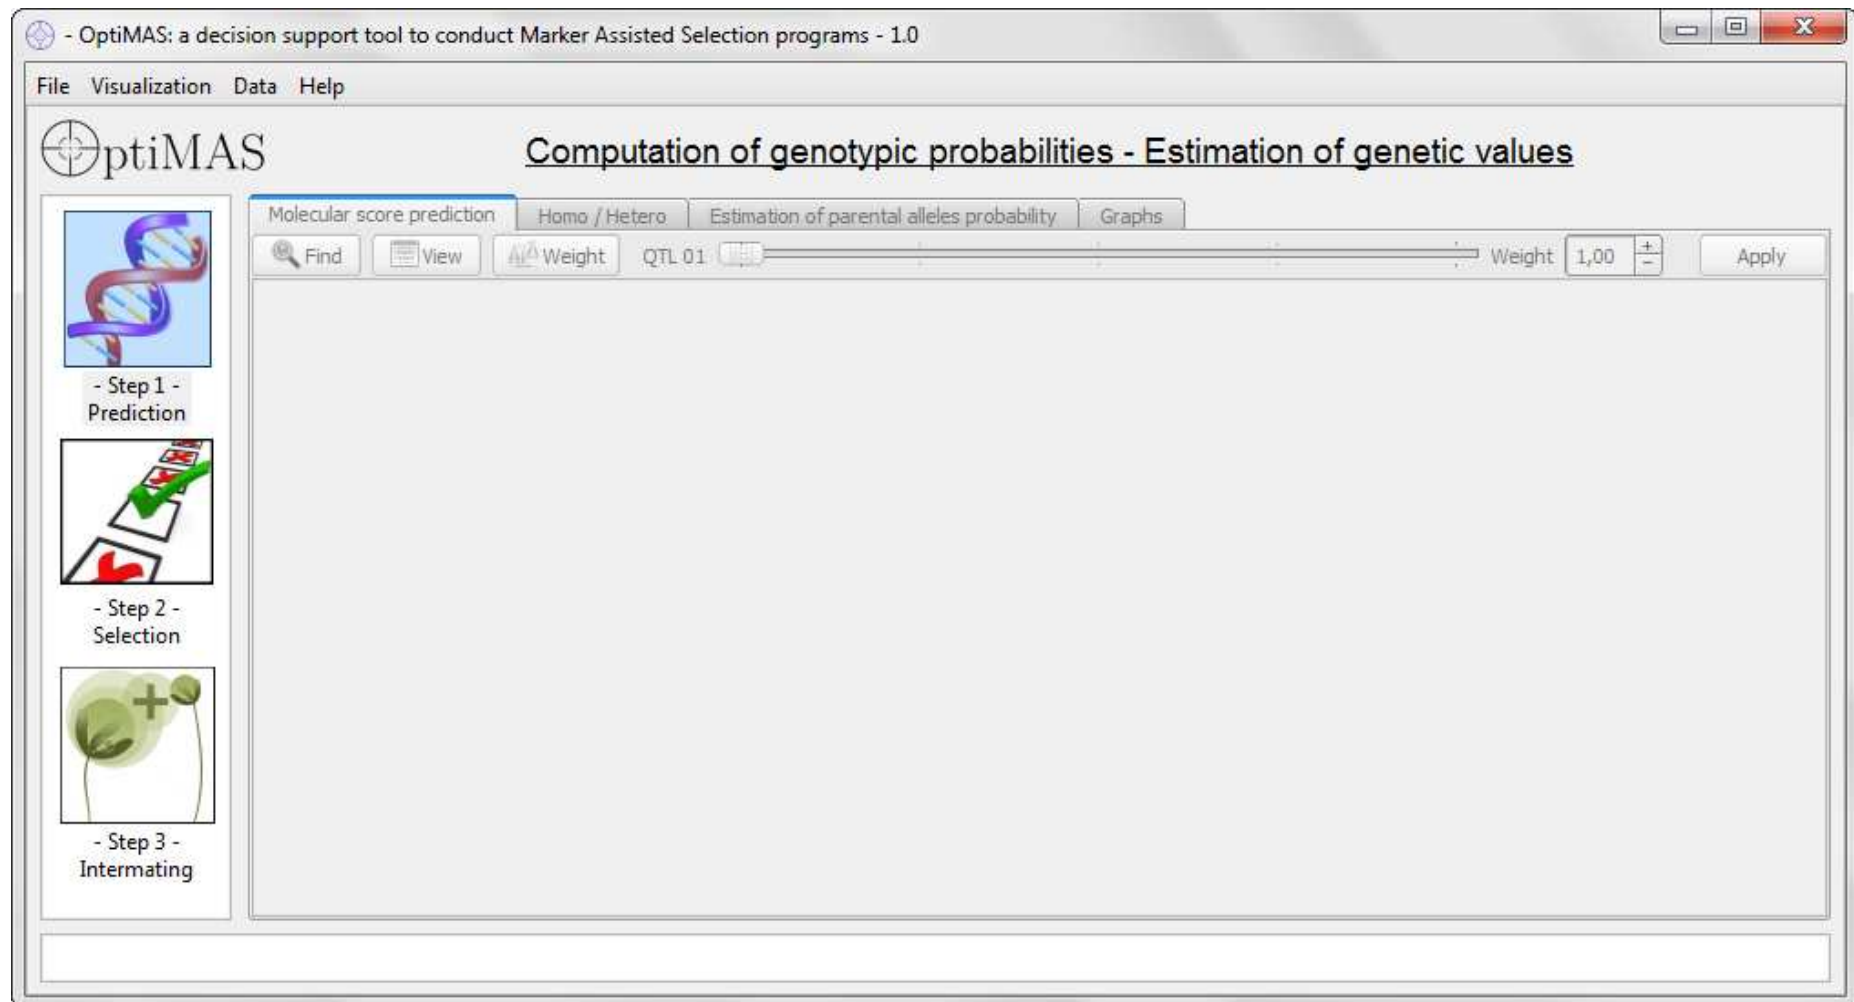 - OptiMAS: a decision support tool to conduct Marker Assisted Selection programs - 1.0
File Visualization Data Help
OptiMAS
Computation of genotypic probabilities - Estimation of genetic values
Molecular score prediction Homo / Hetero Estimation of parental alleles probability Graphs
Find View Weight QTL 01 Weight 1,00 + - Apply
- Step 1 -
Prediction
- Step 2 -
Selection
- Step 3 -
Intermating